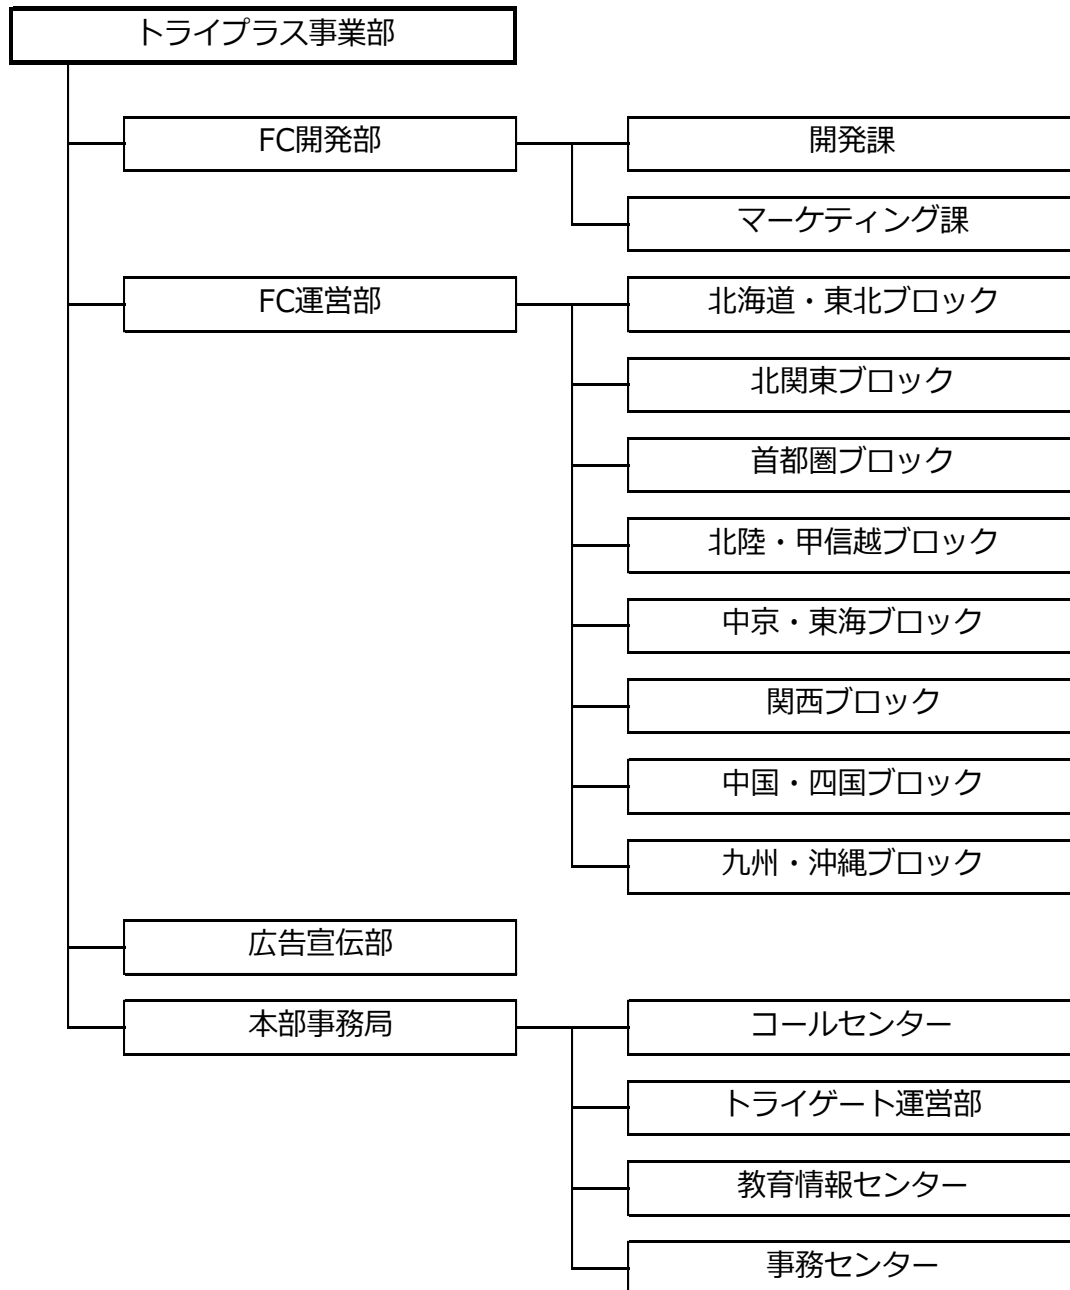 トライプラス事業部
FC開発部
開発課
マーケティング課
FC運営部
北海道・東北ブロック
北関東ブロック
首都圏ブロック
北陸・甲信越ブロック
中京・東海ブロック
関西ブロック
中国・四国ブロック
九州・沖縄ブロック
広告宣伝部
本部事務局
コールセンター
トライゲート運営部
教育情報センター
事務センター